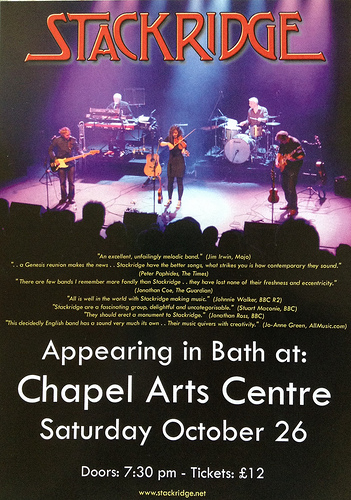 STACKRIDGE
"An excellent, unfailingly melodic band." (Jim Irwin, Mojo)
". . a Genesis reunion makes the news . . Stackridge have the better songs, what strikes you is how contemporary they sound."
(Peter Paphides, The Times)
"There are few bands I remember more fondly than Stackridge . . they have lost none of their freshness and eccentricity."
(Jonathan Coe, The Guardian)
"All is well in the world with Stackridge making music." (Johnnie Walker, BBC R2)
"Stackridge are a fascinating group, delightful and uncategorisable." (Stuart Maconie, BBC)
"They should erect a monument to Stackridge." (Jonathan Ross, BBC)
"This decidedly English band has a sound very much its own . . Their music quivers with creativity." (Jo-Anne Green, AllMusic.com)
Appearing in Bath at:
Chapel Arts Centre
Saturday October 26
Doors: 7:30 pm - Tickets: £12
www.stackridge.net